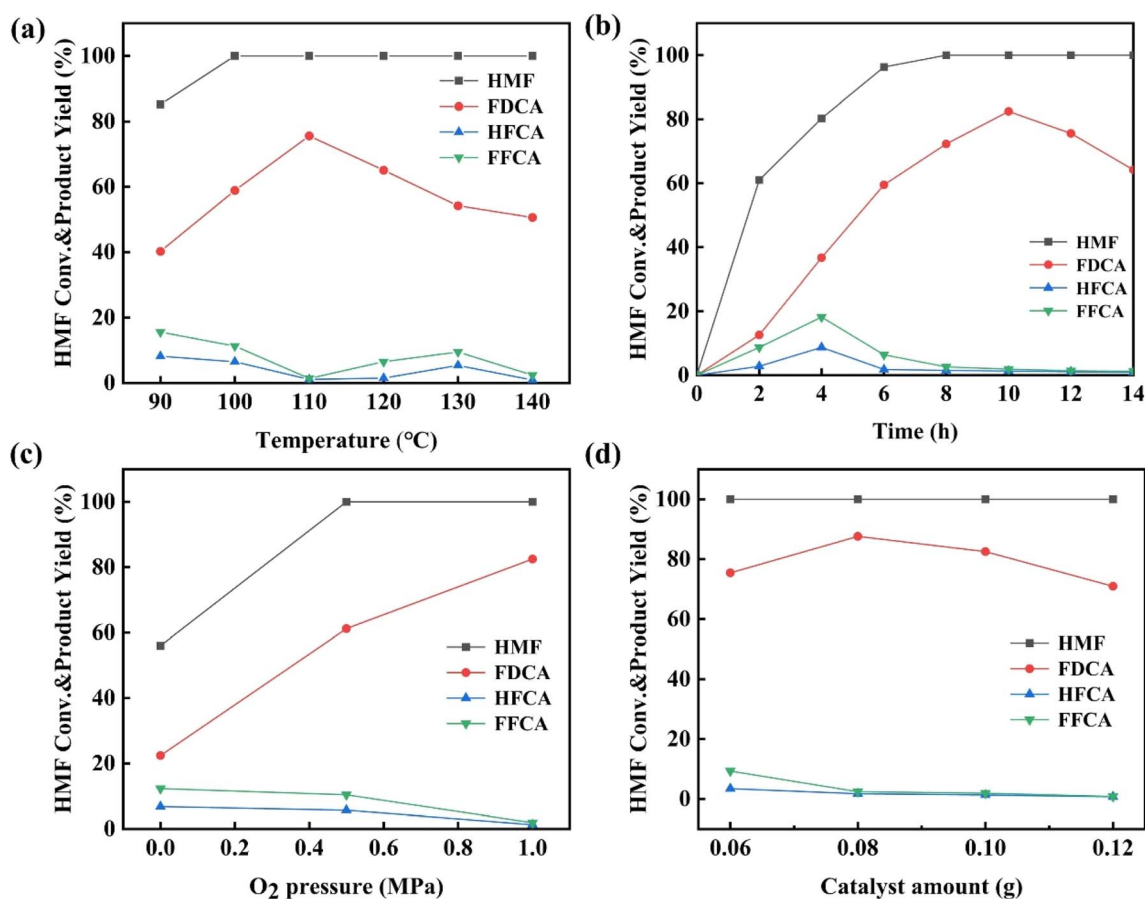 (a)
HMF Conv.&Product Yield (%)
100
80
60
40
20
0
HMF
FDCA
HFCA
FFCA
90 100 110 120 130 140
Temperature (℃)
(b)
HMF Conv.&Product Yield (%)
100
80
60
40
20
0
HMF
FDCA
HFCA
FFCA
0 2 4 6 8 10 12 14
Time (h)
(c)
HMF Conv.&Product Yield (%)
100
80
60
40
20
0
HMF
FDCA
HFCA
FFCA
0.0 0.2 0.4 0.6 0.8 1.0
O2 pressure (MPa)
(d)
HMF Conv.&Product Yield (%)
100
80
60
40
20
0
HMF
FDCA
HFCA
FFCA
0.06 0.08 0.10 0.12
Catalyst amount (g)